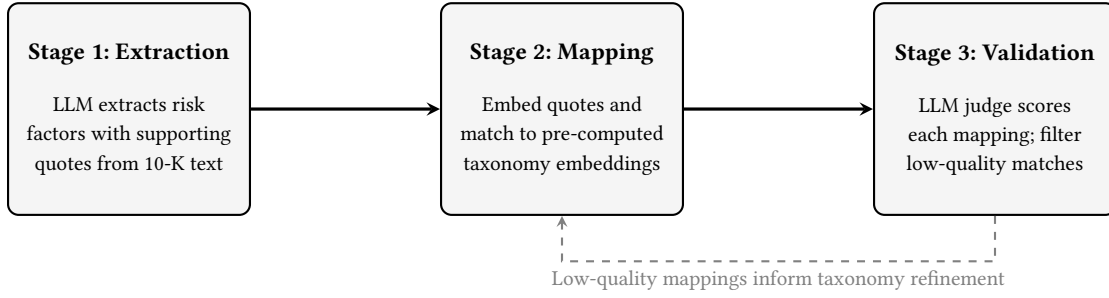 Stage 1: Extraction
LLM extracts risk
factors with supporting
quotes from 10-K text
Stage 2: Mapping
Embed quotes and
match to pre-computed
taxonomy embeddings
Stage 3: Validation
LLM judge scores
each mapping; filter
low-quality matches
Low-quality mappings inform taxonomy refinement